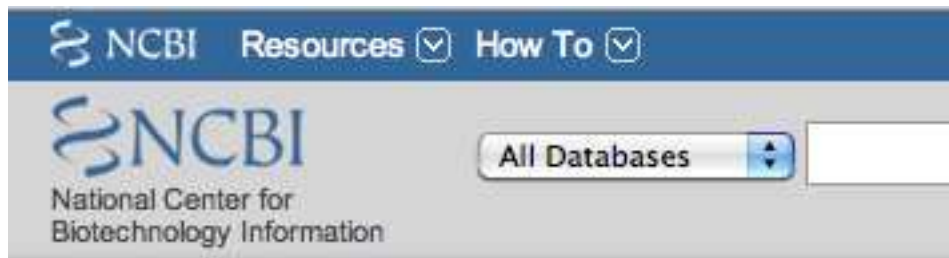 NCBI Resources How To
NCBI
All Databases
National Center for
Biotechnology Information